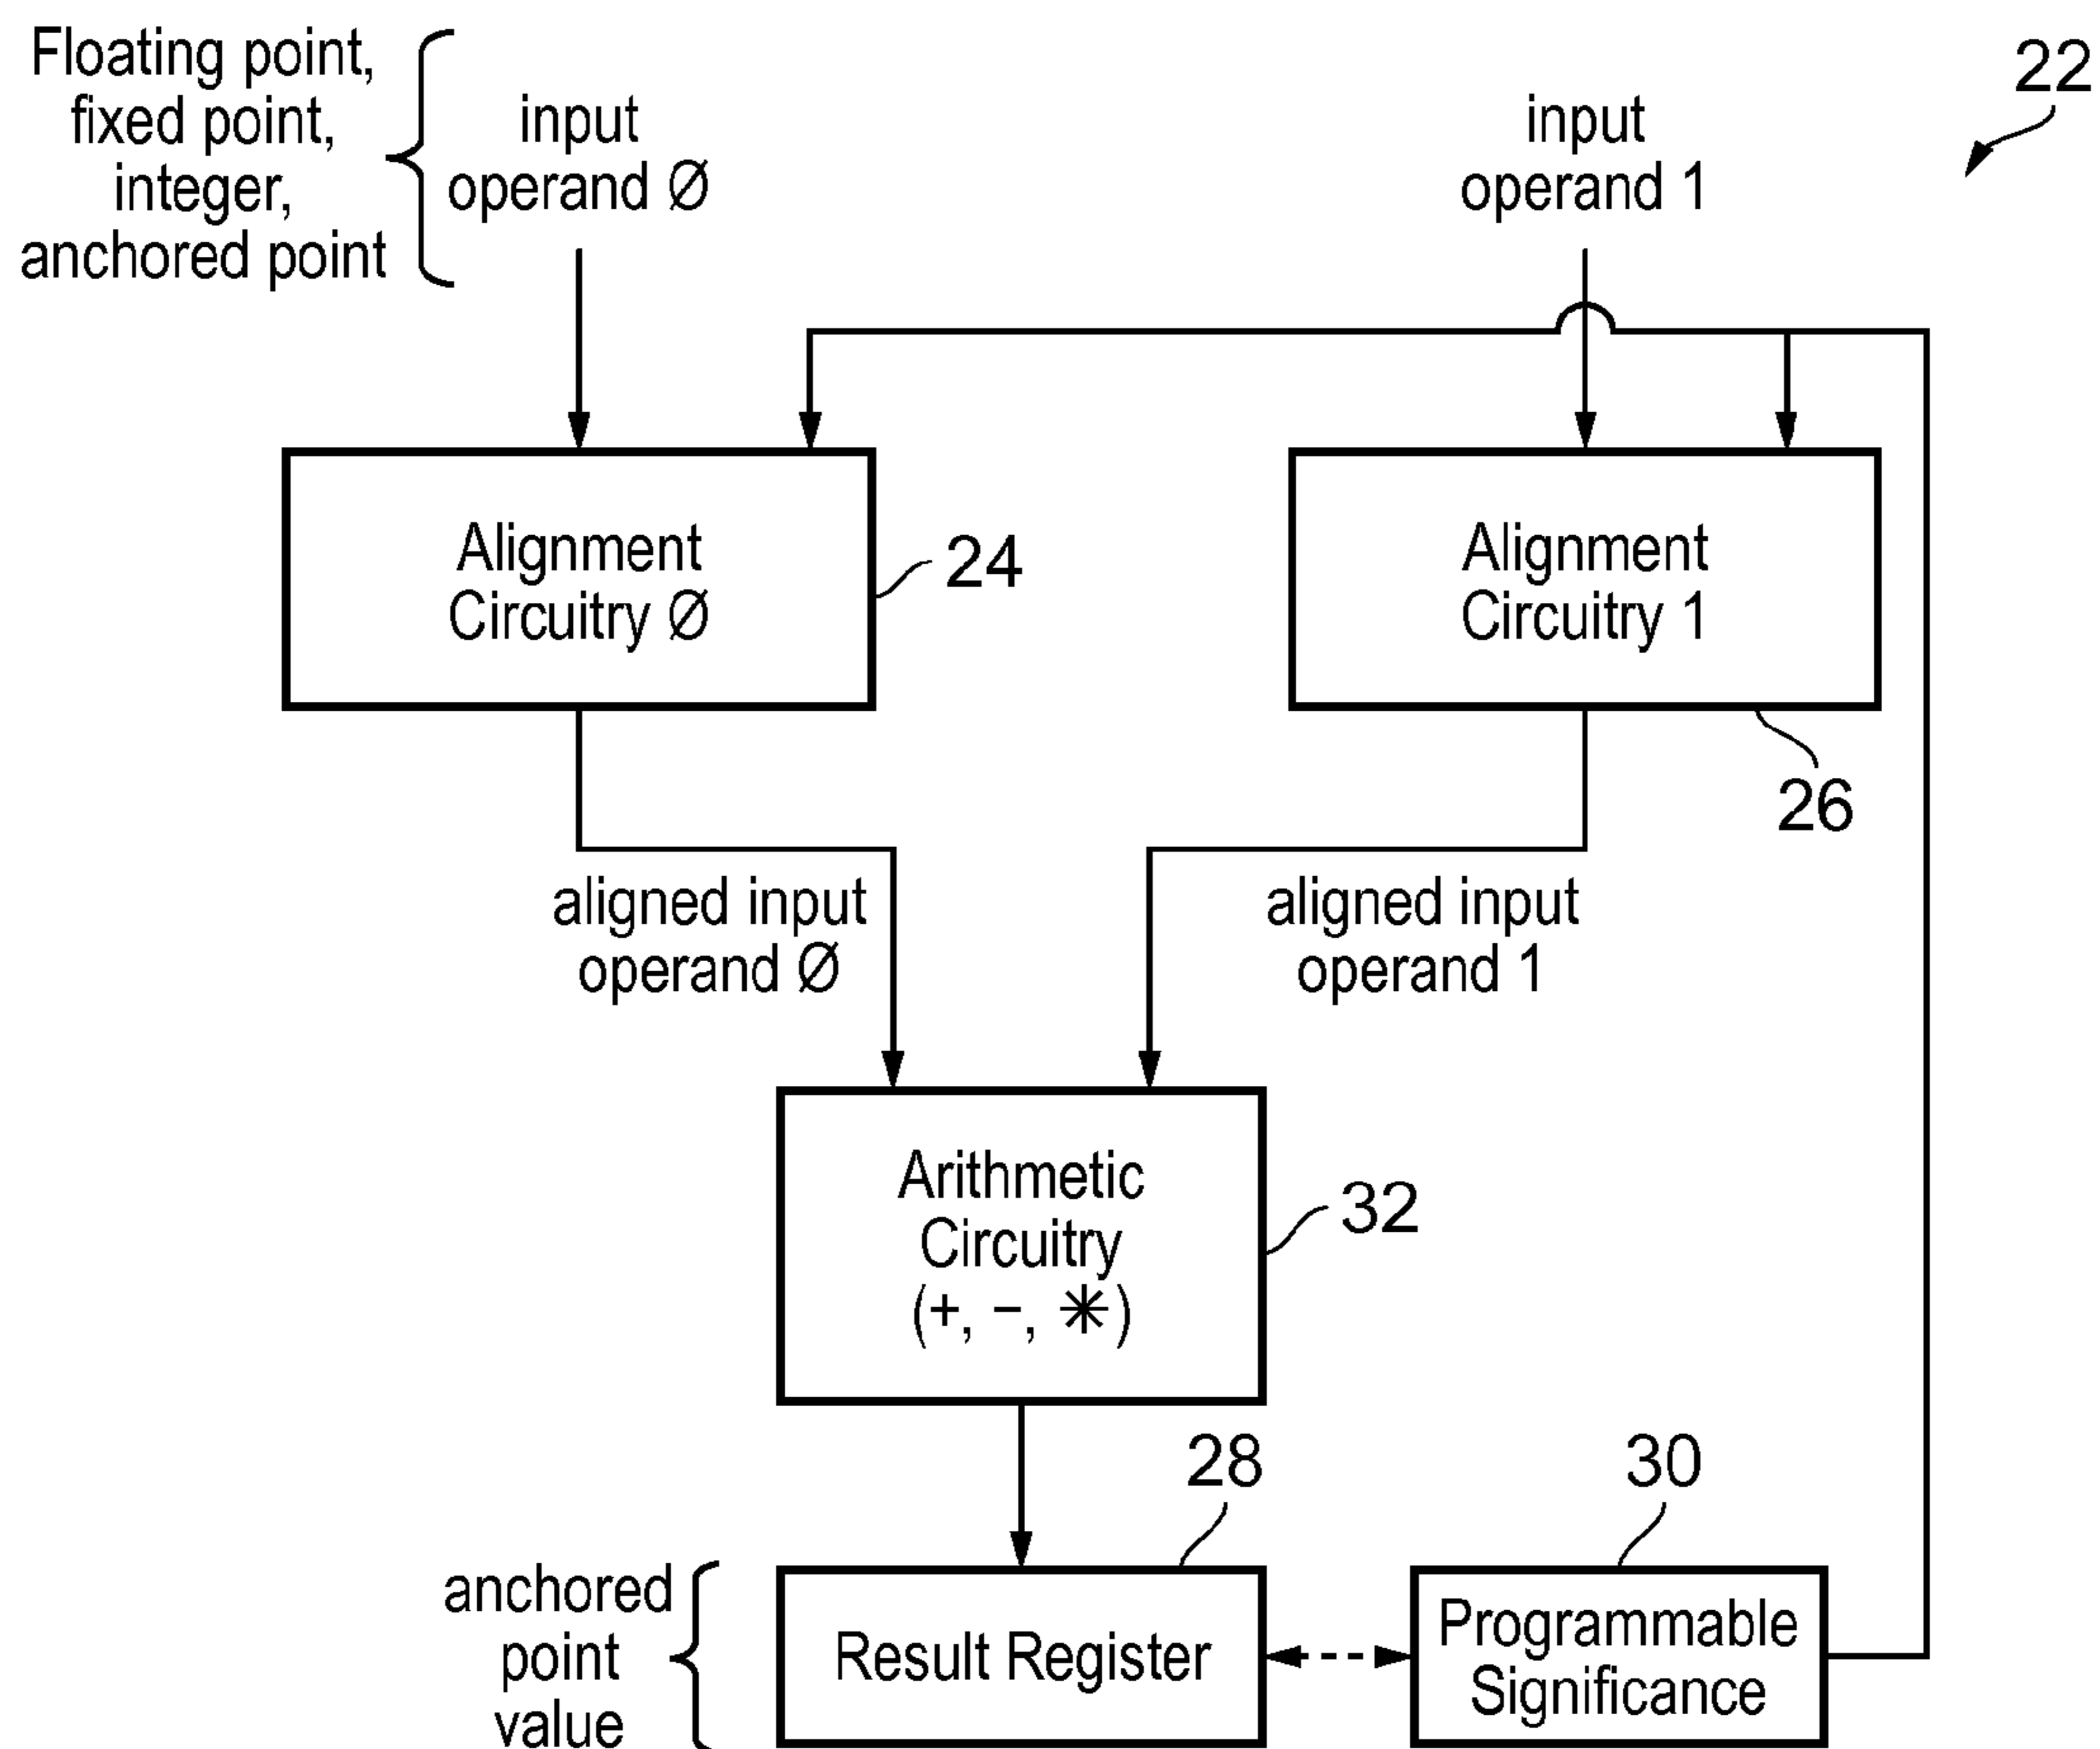 Floating point,
fixed point,
integer,
anchored point
input
operand Ø
input
operand 1
22
Alignment
Circuitry Ø
24
Alignment
Circuitry 1
26
aligned input
operand Ø
aligned input
operand 1
Arithmetic
Circuitry
(+, −, ✳)
32
28
30
anchored
point
value
Result Register
Programmable
Significance